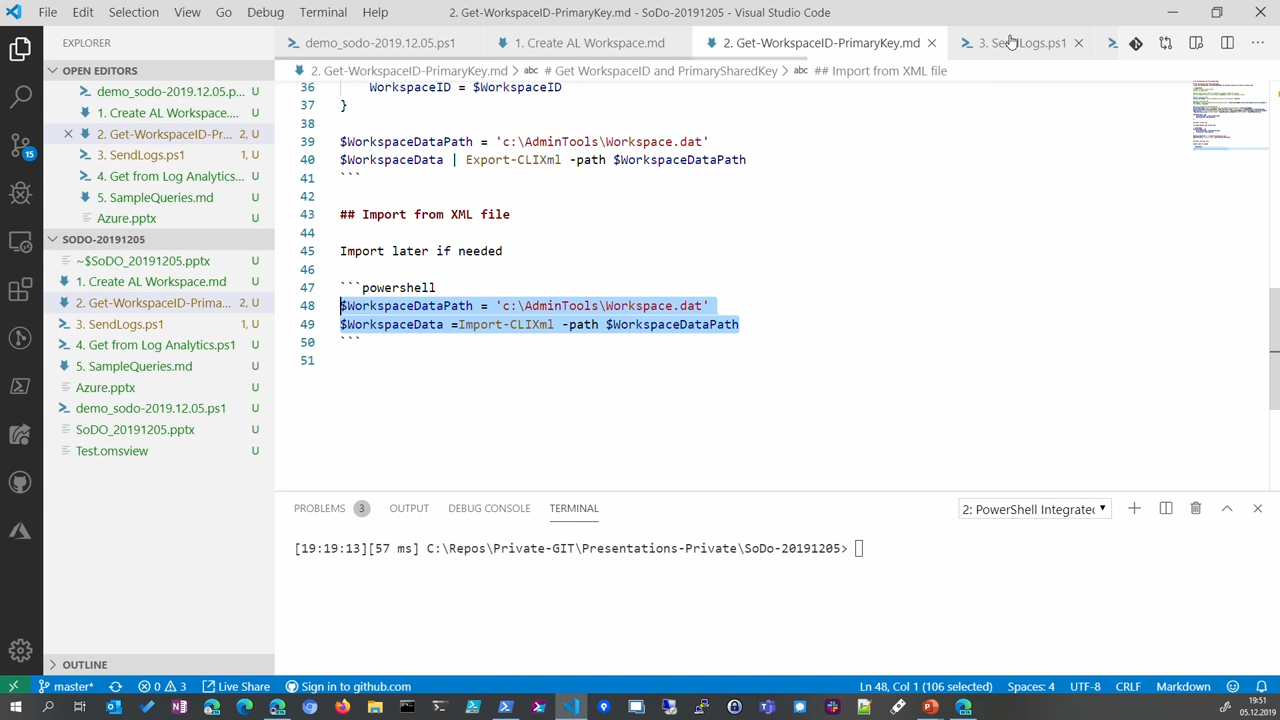 File Edit Selection View Go Debug Terminal Help
2. Get-WorkspaceID-PrimaryKey.md - SoDo-20191205 - Visual Studio Code
EXPLORER
demo_sodo-2019.12.05.ps1
1. Create AL Workspace.md
2. Get-WorkspaceID-PrimaryKey.md
3. SendLogs.ps1
OPEN EDITORS
demo_sodo-2019.12.05.p... U
1. Create AL Workspace.... U
2. Get-WorkspaceID-Pr... 2, U
3. SendLogs.ps1 1, U
4. Get from Log Analytics... U
5. SampleQueries.md U
Azure.pptx U
SODO-20191205
~$SoDO_20191205.pptx U
1. Create AL Workspace.md U
2. Get-WorkspaceID-Prima... 2, U
3. SendLogs.ps1 1, U
4. Get from Log Analytics.ps1 U
5. SampleQueries.md U
Azure.pptx U
demo_sodo-2019.12.05.ps1 U
SoDO_20191205.pptx U
Test.omsview U
OUTLINE
15
2. Get-WorkspaceID-PrimaryKey.md > # Get WorkspaceID and PrimarySharedKey > ## Import from XML file
36 WorkspaceID = $WorkspaceID
37 }
38
39 $WorkspaceDataPath = 'c:\AdminTools\Workspace.dat'
40 $WorkspaceData | Export-CLIXml -path $WorkspaceDataPath
41 ```
42
43 ## Import from XML file
44
45 Import later if needed
46
47 ```powershell
48 $WorkspaceDataPath = 'c:\AdminTools\Workspace.dat'
49 $WorkspaceData =Import-CLIXml -path $WorkspaceDataPath
50 ```
51
PROBLEMS 3 OUTPUT DEBUG CONSOLE TERMINAL
2: PowerShell Integrated
[19:19:13][57 ms] C:\Repos\Private-GIT\Presentations-Private\SoDo-20191205>
master* 0 3 Live Share Sign in to github.com
Ln 48, Col 1 (106 selected) Spaces: 4 UTF-8 CRLF Markdown
19:51
05.12.2019